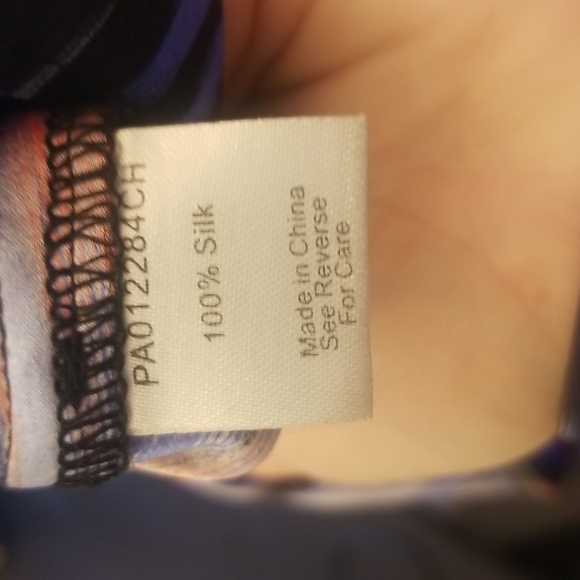 PA012284CH
100% Silk
Made in China
See Reverse
For Care